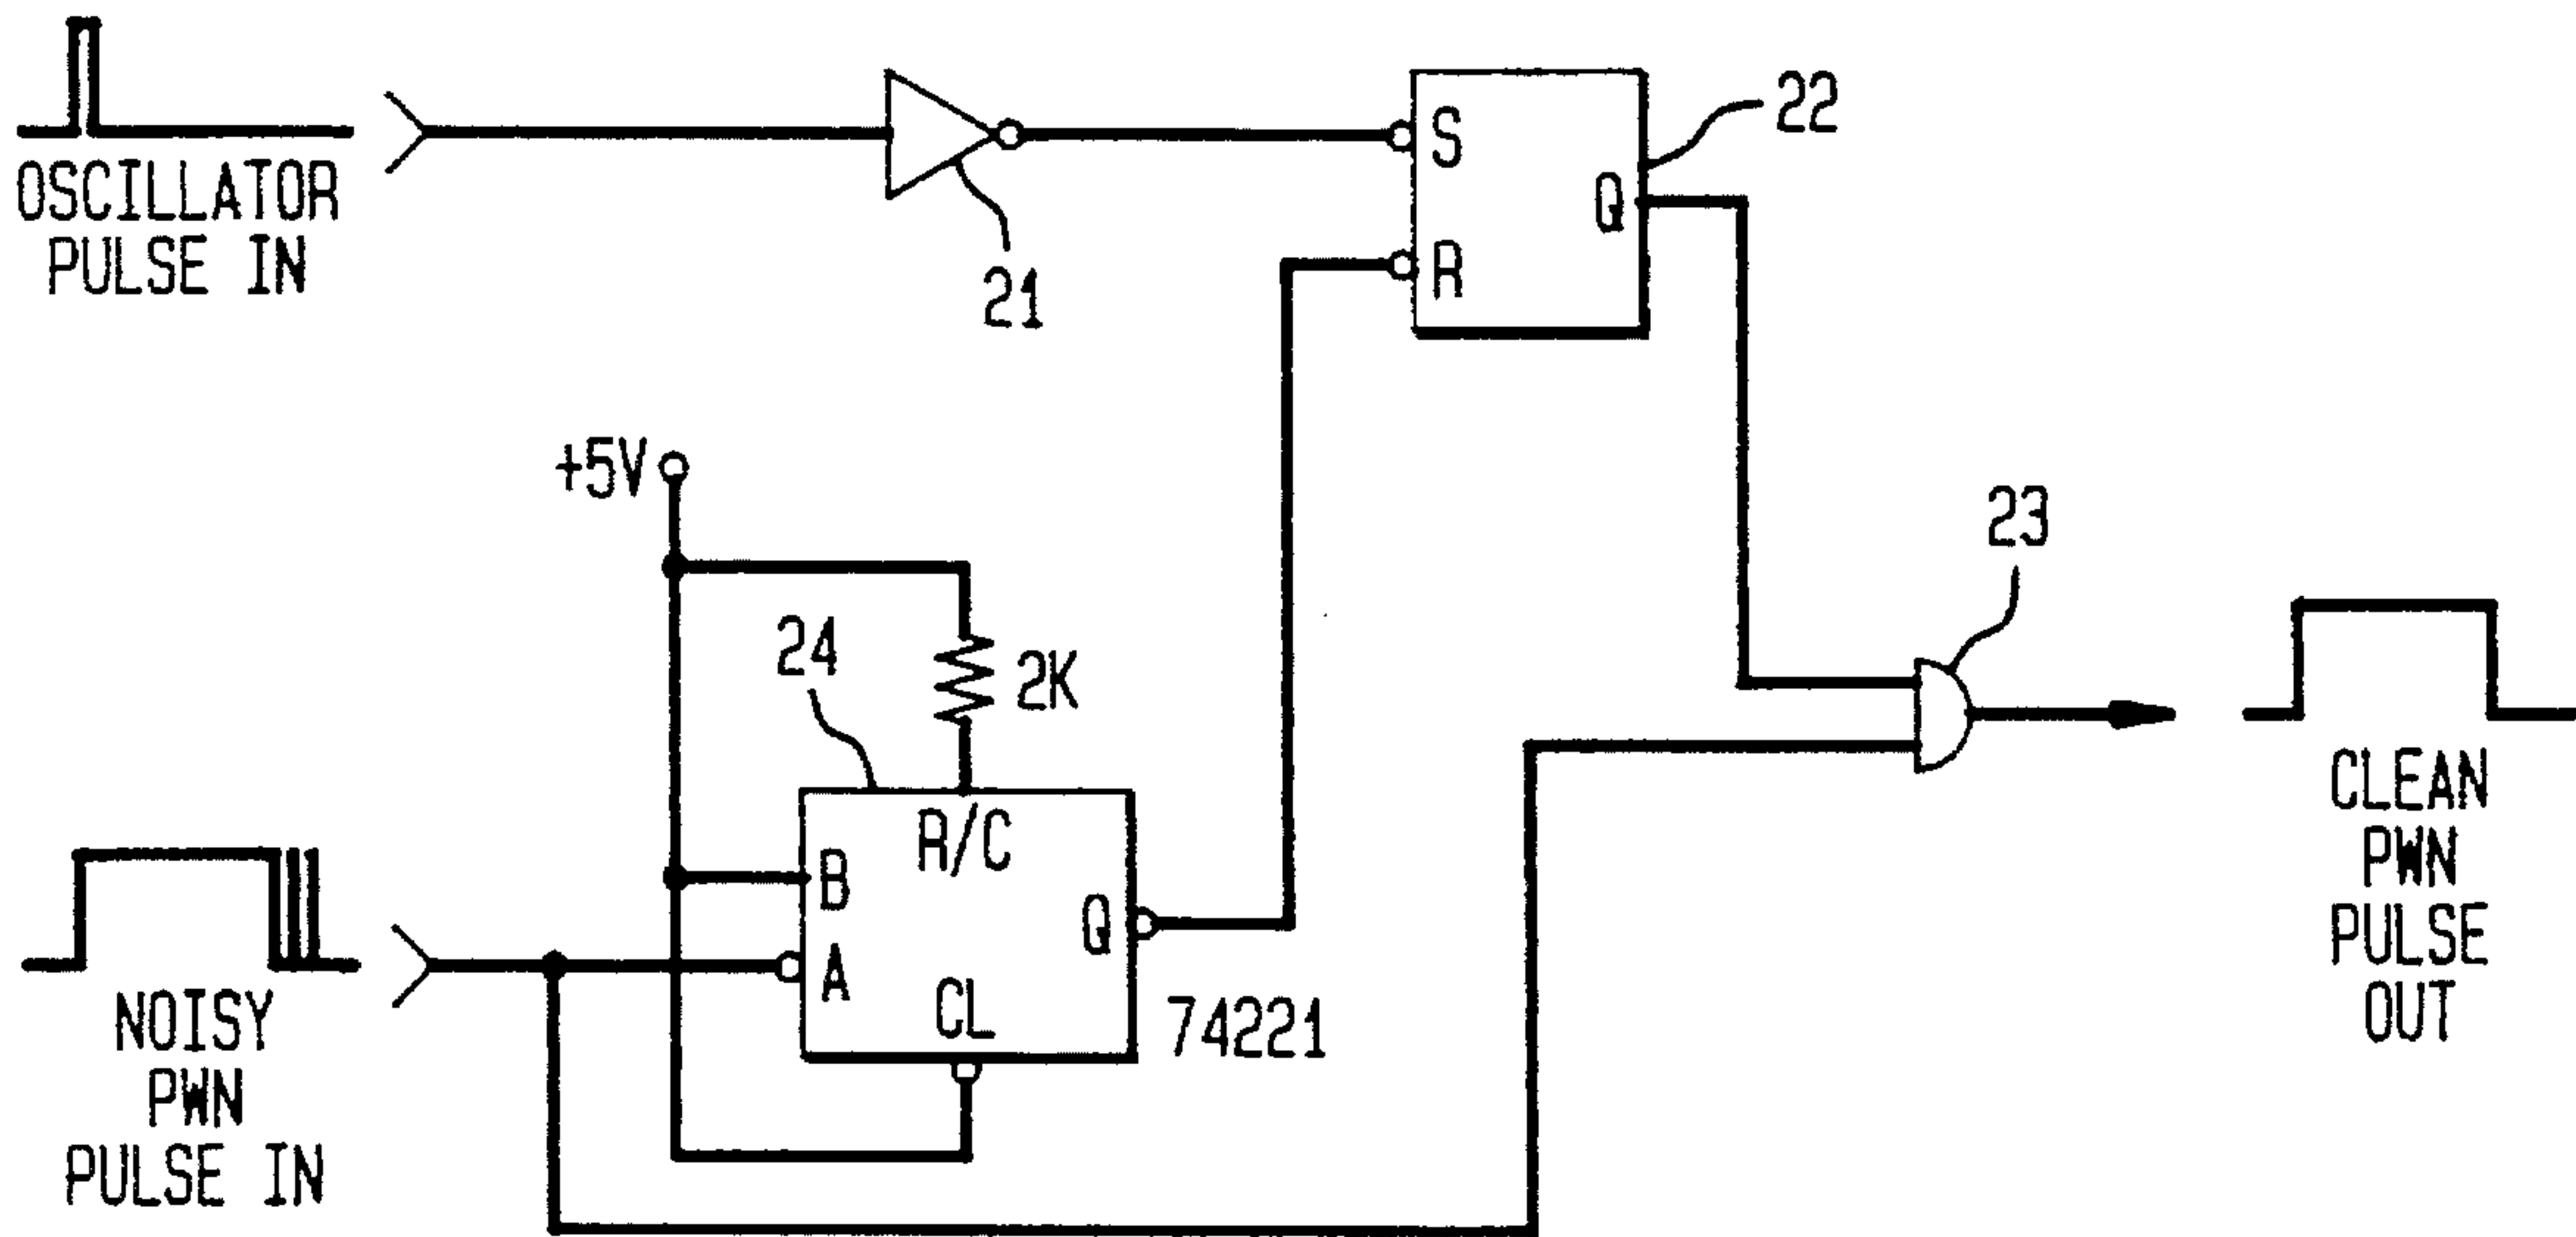 OSCILLATOR
PULSE IN
21
S
R
Q
22
+5V
2K
24
R/C
B
A
Q
CL
74221
23
NOISY
PWN
PULSE IN
CLEAN
PWN
PULSE
OUT